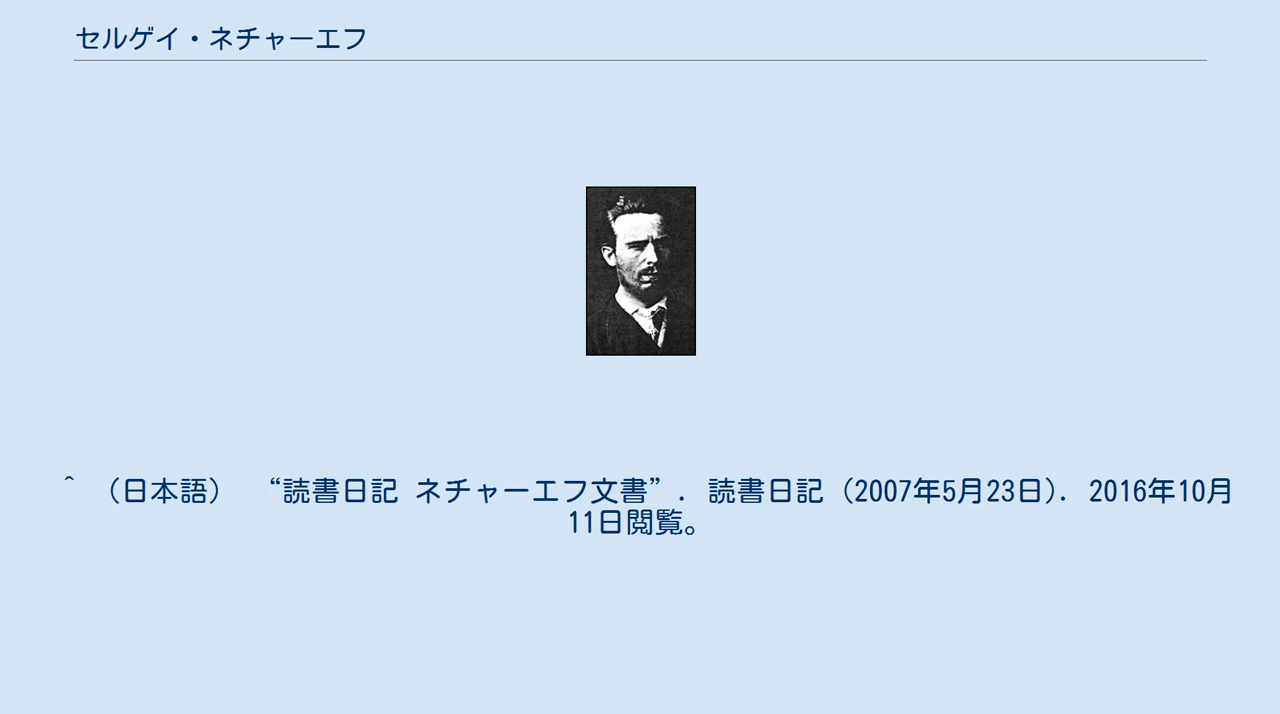 セルゲイ・ネチャーエフ
^ （日本語） “読書日記 ネチャーエフ文書”. 読書日記 (2007年5月23日). 2016年10月
11日閲覧。